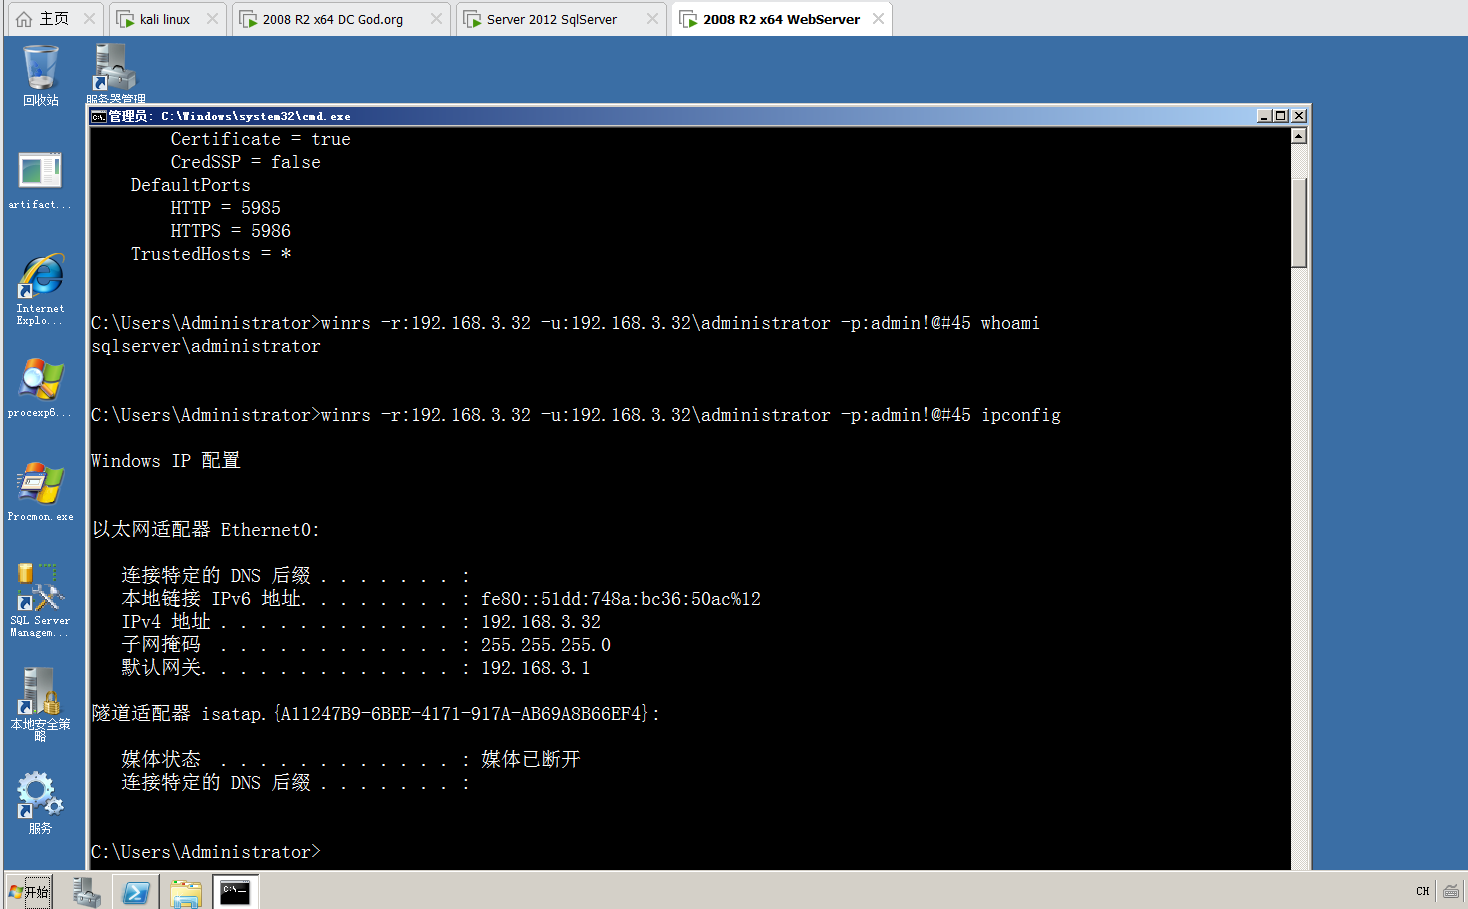 主页
kali linux
2008 R2 x64 DC God.org
Server 2012 SqlServer
2008 R2 x64 WebServer
回收站
服务器管理
管理员: C:\Windows\system32\cmd.exe
Certificate = true
CredSSP = false
DefaultPorts
HTTP = 5985
HTTPS = 5986
TrustedHosts = *
C:\Users\Administrator>winrs -r:192.168.3.32 -u:192.168.3.32\administrator -p:admin!@#45 whoami
sqlserver\administrator
C:\Users\Administrator>winrs -r:192.168.3.32 -u:192.168.3.32\administrator -p:admin!@#45 ipconfig
Windows IP 配置
以太网适配器 Ethernet0:
连接特定的 DNS 后缀 . . . . . . . :
本地链接 IPv6 地址. . . . . . . . : fe80::51dd:748a:bc36:50ac%12
IPv4 地址 . . . . . . . . . . . . : 192.168.3.32
子网掩码  . . . . . . . . . . . . : 255.255.255.0
默认网关. . . . . . . . . . . . . : 192.168.3.1
隧道适配器 isatap.{A11247B9-6BEE-4171-917A-AB69A8B66EF4}:
媒体状态  . . . . . . . . . . . . : 媒体已断开
连接特定的 DNS 后缀 . . . . . . . :
C:\Users\Administrator>
artifact...
Internet
Explo...
procexp6...
Procmon.exe
SQL Server
Managem...
本地安全策
略
服务
开始
C:\_
CH